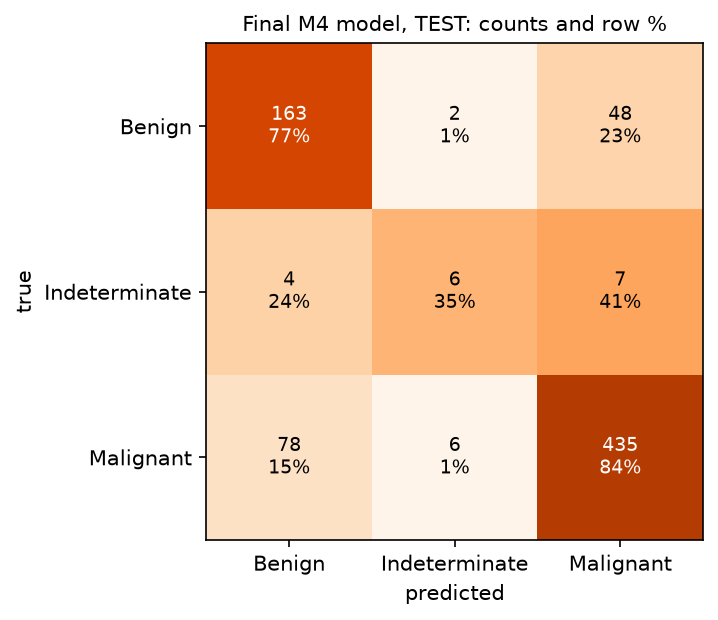 Final M4 model, TEST: counts and row %
true
Benign
163
77%
2
1%
48
23%
Indeterminate
4
24%
6
35%
7
41%
Malignant
78
15%
6
1%
435
84%
Benign
Indeterminate
Malignant
predicted